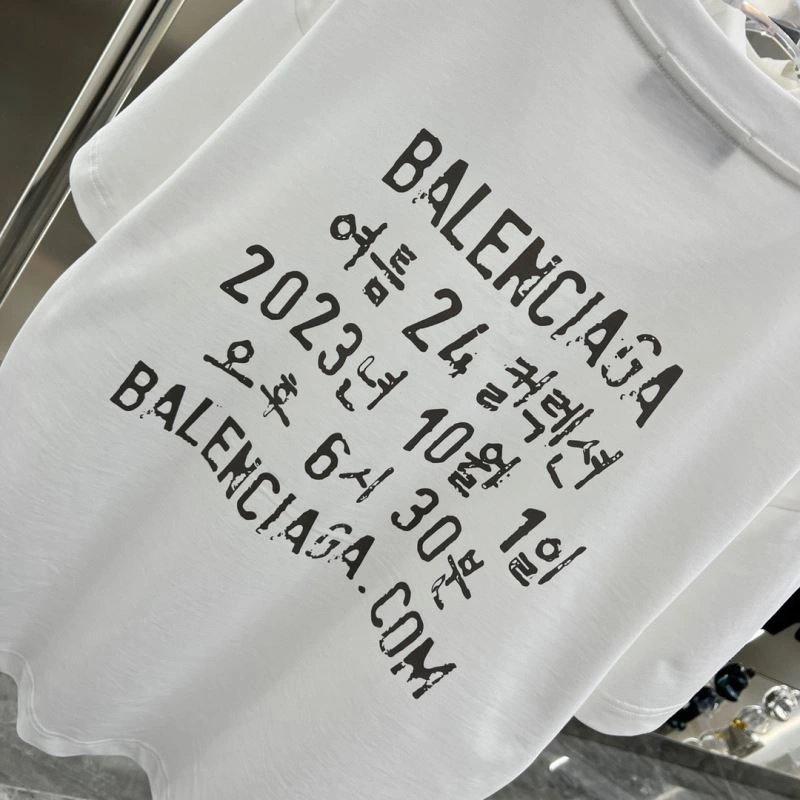 BALENCIAGA
여름 24 컬렉션
2023년 10월 1일
오후 6시 30분
BALENCIAGA.COM